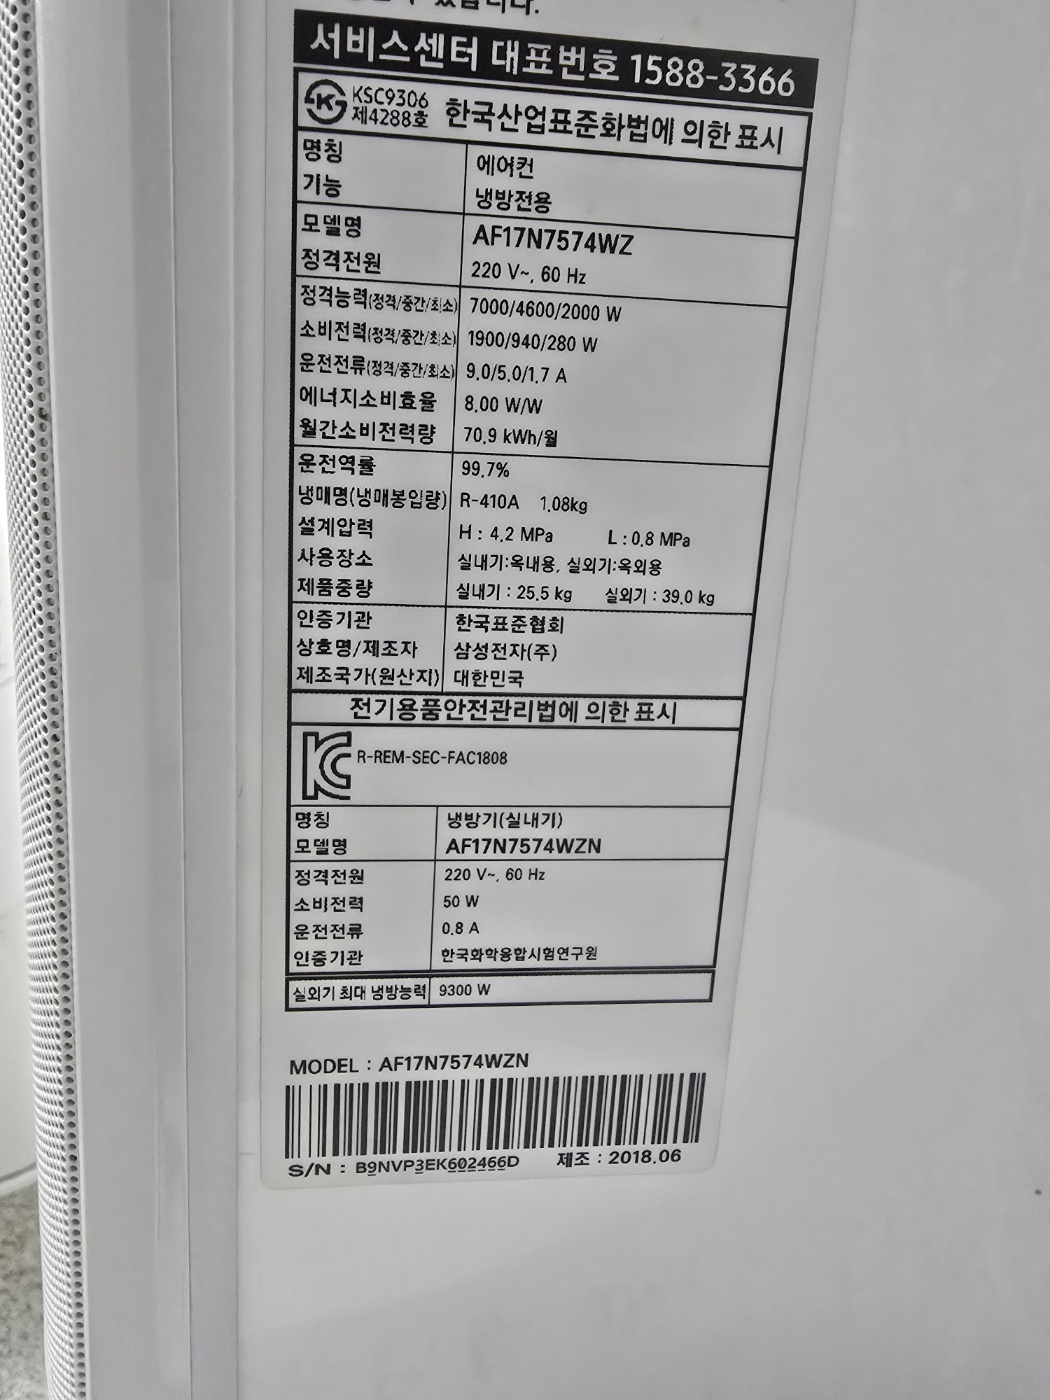 서비스센터 대표번호 1588-3366
KSC9306
제4288호
한국산업표준화법에 의한 표시
명칭 에어컨
기능 냉방전용
모델명 AF17N7574WZ
정격전원 220 V~, 60 Hz
정격능력(정격/중간/최소) 7000/4600/2000 W
소비전력(정격/중간/최소) 1900/940/280 W
운전전류(정격/중간/최소) 9.0/5.0/1.7 A
에너지소비효율 8.00 W/W
월간소비전력량 70.9 kWh/월
운전역률 99.7%
냉매명(냉매봉입량) R-410A 1.08kg
설계압력 H : 4.2 MPa L : 0.8 MPa
사용장소 실내기:옥내용, 실외기:옥외용
제품중량 실내기 : 25.5 kg 실외기 : 39.0 kg
인증기관 한국표준협회
상호명/제조자 삼성전자(주)
제조국가(원산지) 대한민국
전기용품안전관리법에 의한 표시
R-REM-SEC-FAC1808
명칭 냉방기(실내기)
모델명 AF17N7574WZN
정격전원 220 V~, 60 Hz
소비전력 50 W
운전전류 0.8 A
인증기관 한국화학융합시험연구원
실외기 최대 냉방능력 9300 W
MODEL : AF17N7574WZN
S/N : B9NVP3EK602466D 제조 : 2018.06